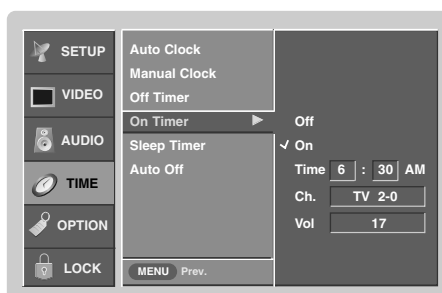 SETUP
VIDEO
AUDIO
TIME
OPTION
LOCK
Auto Clock
Manual Clock
Off Timer
On Timer ▶
Sleep Timer
Auto Off
MENU Prev.
Off
✓ On
Time 6 : 30 AM
Ch. TV 2-0
Vol 17